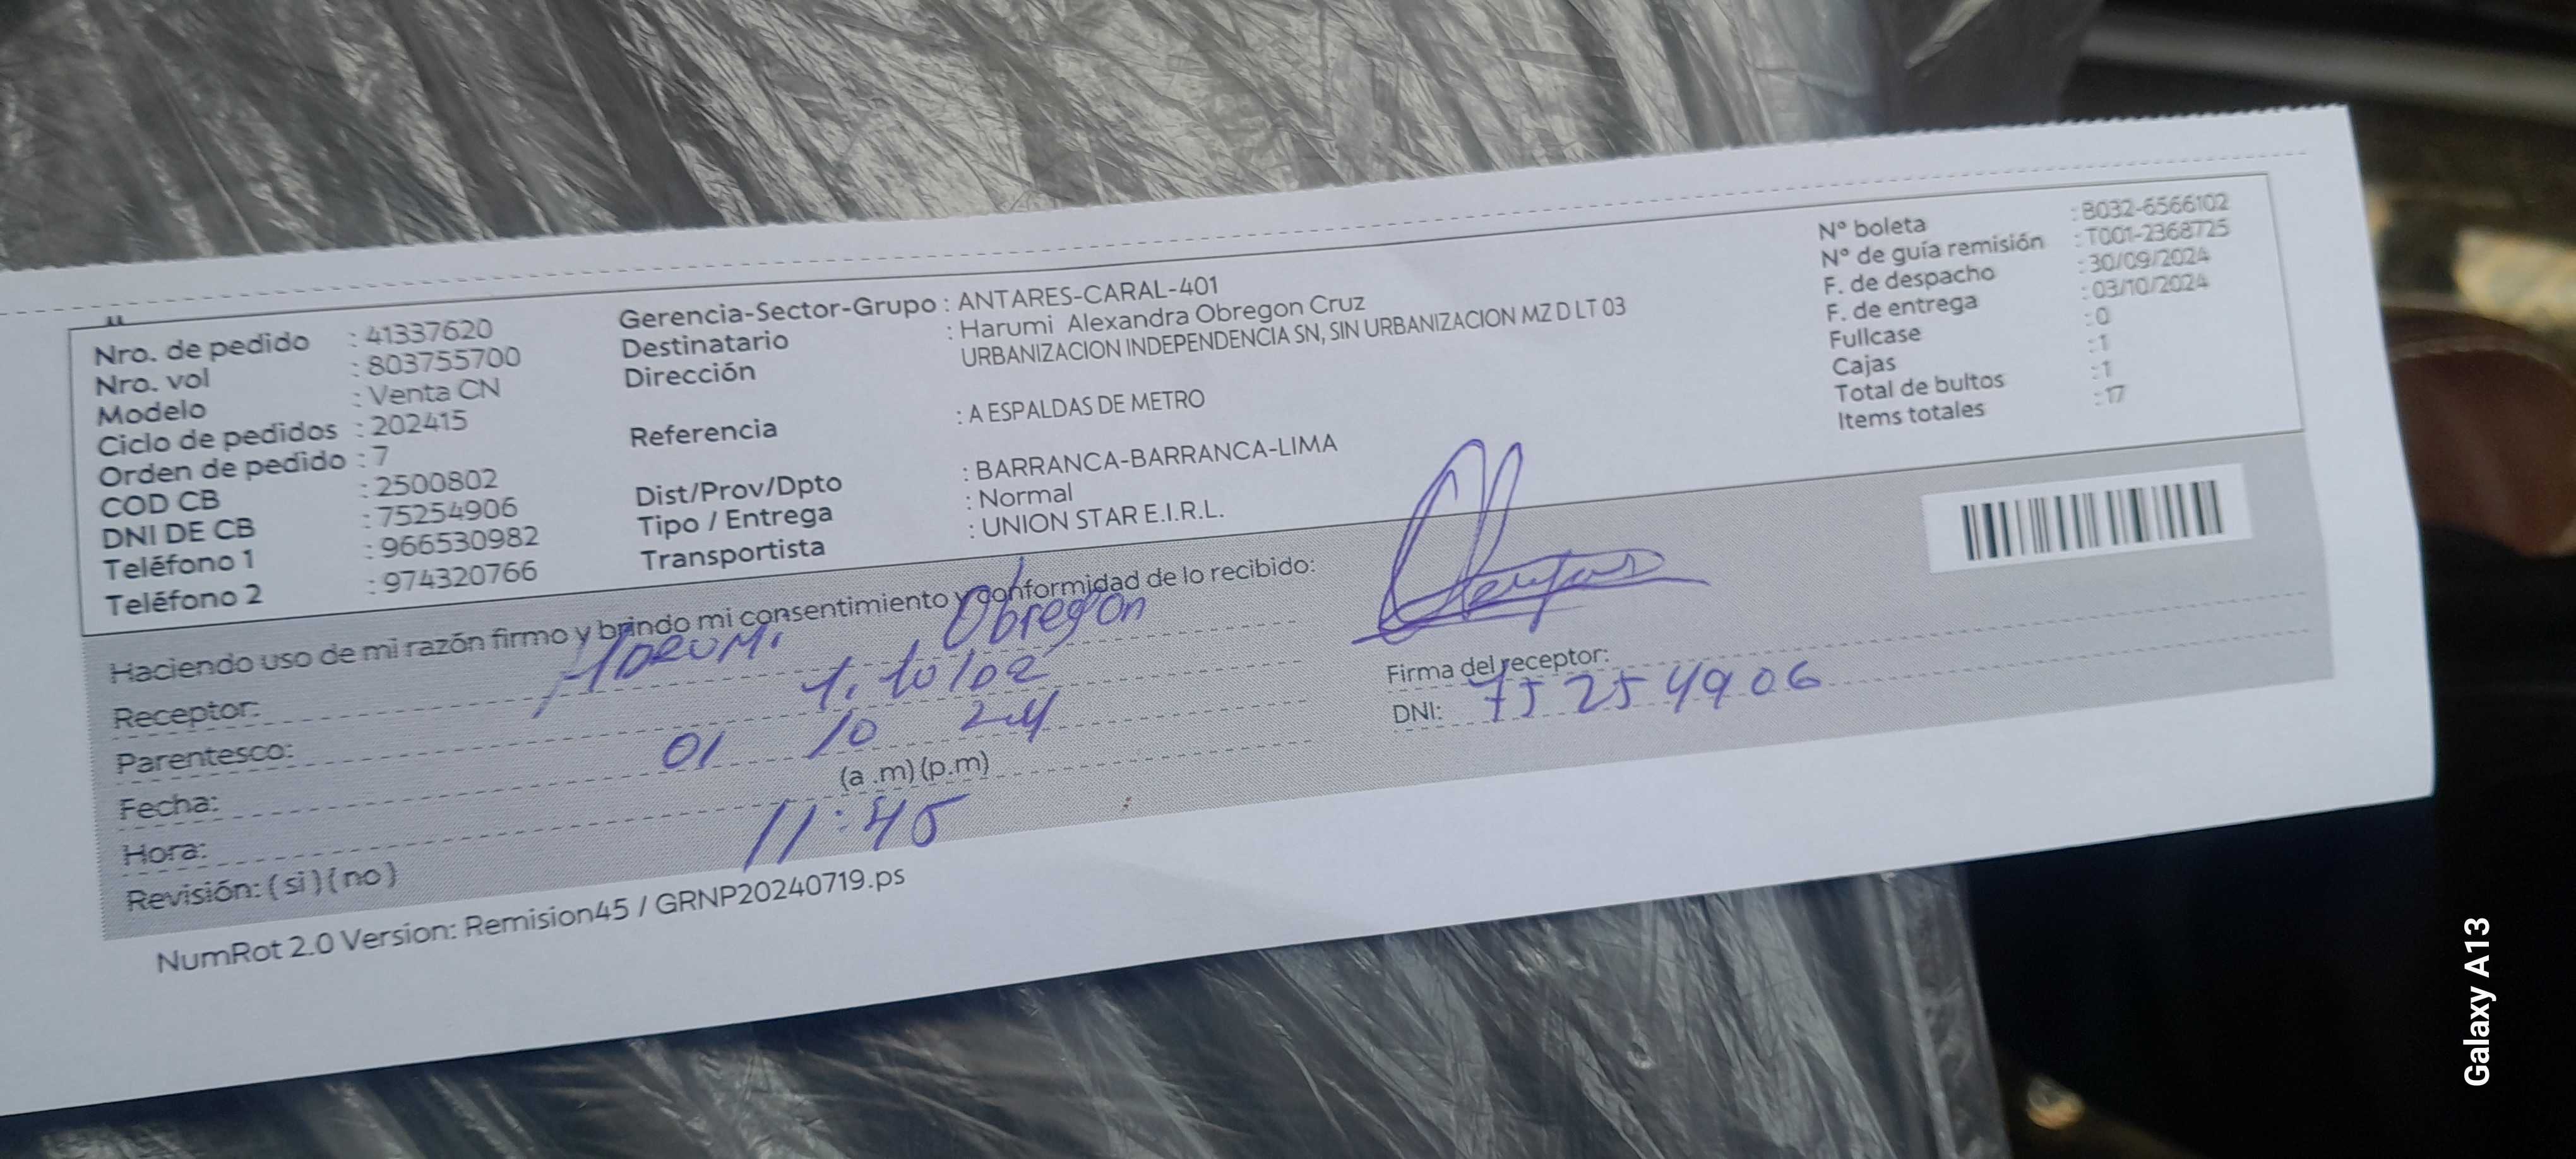 Nro. de pedido : 41337620
Nro. vol : 803755700
Modelo : Venta CN
Ciclo de pedidos : 202415
Orden de pedido : 7
COD CB : 2500802
DNI DE CB : 75254906
Teléfono 1 : 966530982
Teléfono 2 : 974320766
Gerencia-Sector-Grupo : ANTARES-CARAL-401
Destinatario : Harumi Alexandra Obregon Cruz
Dirección URBANIZACION INDEPENDENCIA SN, SIN URBANIZACION MZ D LT 03
Referencia : A ESPALDAS DE METRO
Dist/Prov/Dpto : BARRANCA-BARRANCA-LIMA
Tipo / Entrega : Normal
Transportista : UNION STAR E.I.R.L.
N° boleta : B032-6566102
N° de guía remisión : T001-2368725
F. de despacho : 30/09/2024
F. de entrega : 03/10/2024
Fullcase : 0
Cajas : 1
Total de bultos : 1
Items totales : 17
Haciendo uso de mi razón firmo y brindo mi consentimiento y conformidad de lo recibido:
Receptor: Obregón
Parentesco:
Fecha: 01 10 24
Hora: (a .m) (p.m)
11:45
Revisión: ( si ) ( no )
Firma del receptor:
DNI: 75254906
NumRot 2.0 Version: Remision45 / GRNP20240719.ps
Galaxy A13